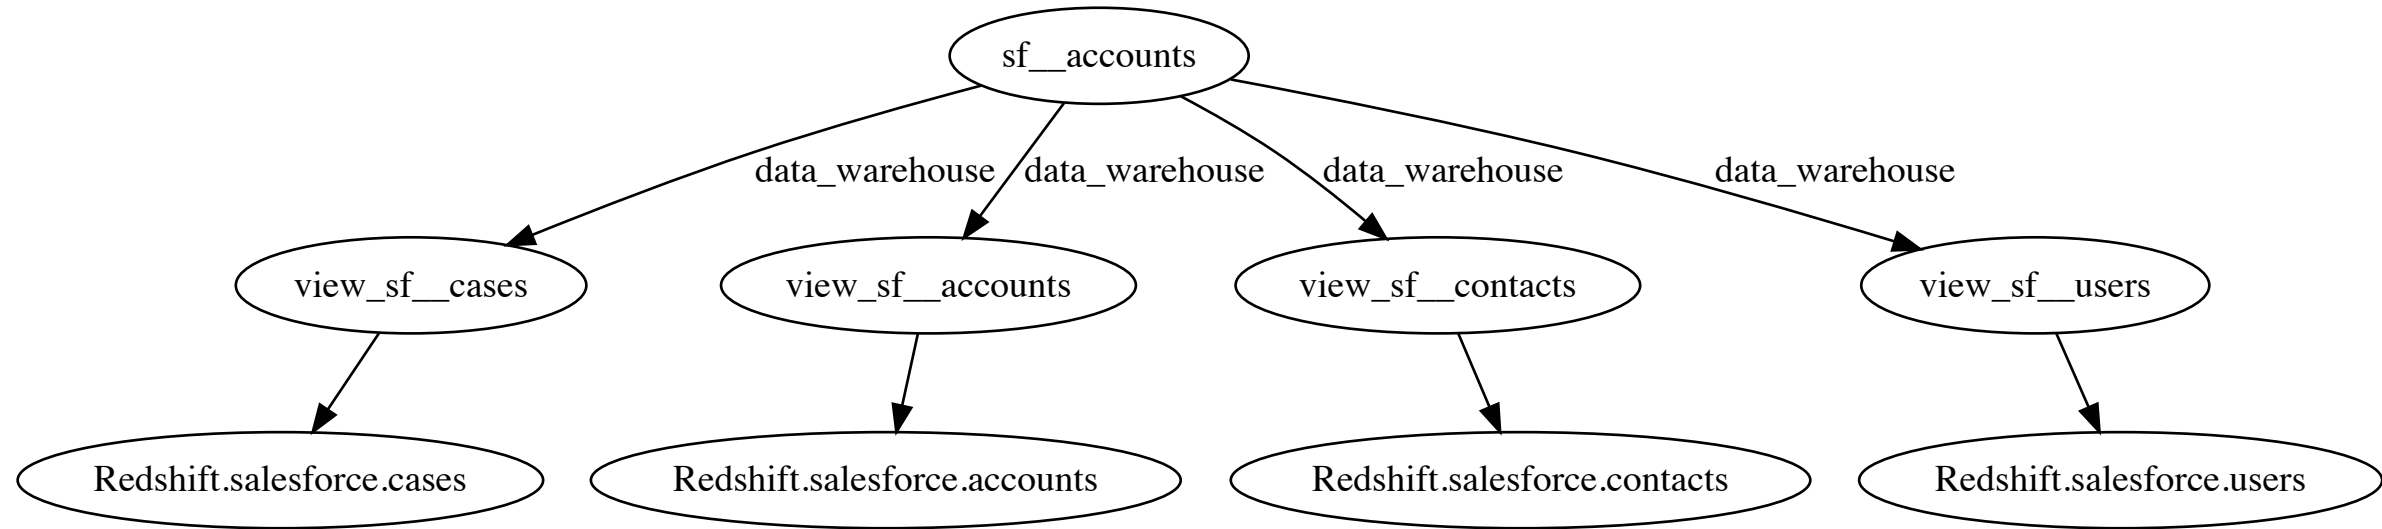 sf__accounts
data_warehouse
data_warehouse
data_warehouse
data_warehouse
view_sf__cases
view_sf__accounts
view_sf__contacts
view_sf__users
Redshift.salesforce.cases
Redshift.salesforce.accounts
Redshift.salesforce.contacts
Redshift.salesforce.users